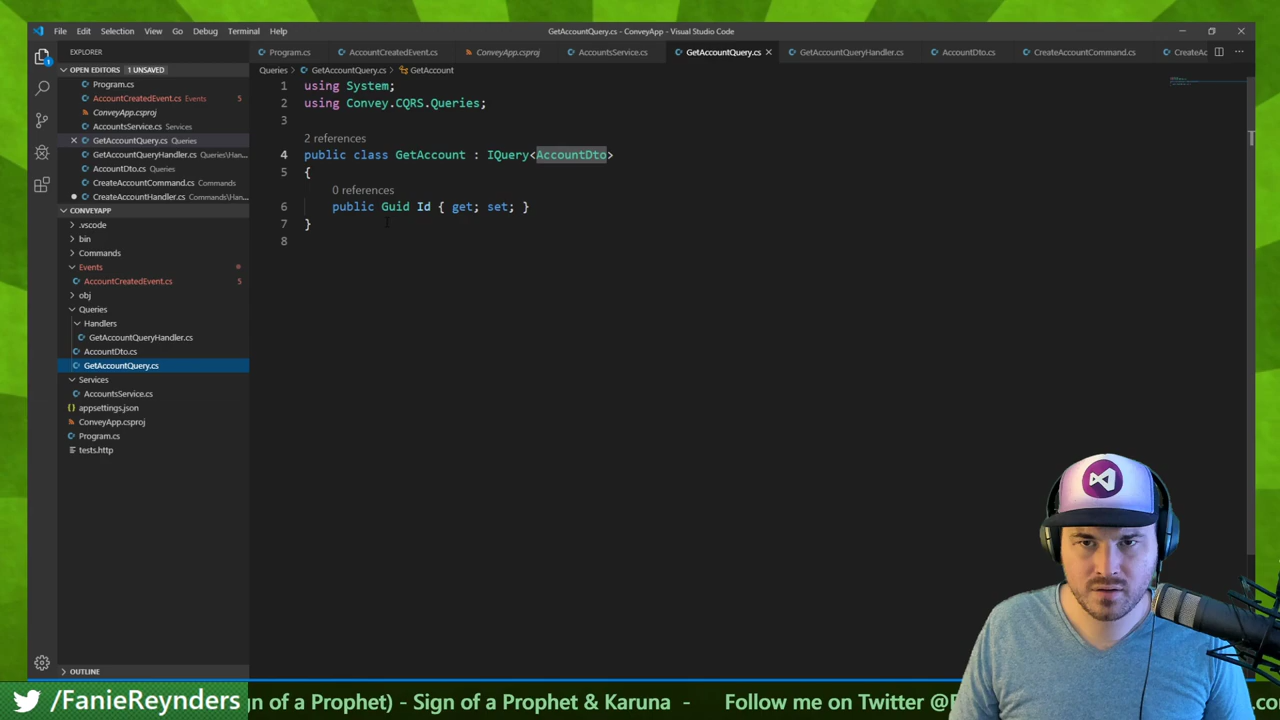 File Edit Selection View Go Debug Terminal Help
GetAccountQuery.cs - ConveyApp - Visual Studio Code
EXPLORER
OPEN EDITORS 1 UNSAVED
Program.cs
AccountCreatedEvent.cs Events 5
ConveyApp.csproj
AccountsService.cs Services
GetAccountQuery.cs Queries
GetAccountQueryHandler.cs Queries\Han...
AccountDto.cs Queries
CreateAccountCommand.cs Commands
CreateAccountHandler.cs Commands\Han...
CONVEYAPP
.vscode
bin
Commands
Events
AccountCreatedEvent.cs 5
obj
Queries
Handlers
GetAccountQueryHandler.cs
AccountDto.cs
GetAccountQuery.cs
Services
AccountsService.cs
appsettings.json
ConveyApp.csproj
Program.cs
tests.http
OUTLINE
Program.cs AccountCreatedEvent.cs ConveyApp.csproj AccountsService.cs GetAccountQuery.cs GetAccountQueryHandler.cs AccountDto.cs CreateAccountCommand.cs CreateAc
Queries > GetAccountQuery.cs > GetAccount
1 using System;
2 using Convey.CQRS.Queries;
3
2 references
4 public class GetAccount : IQuery<AccountDto>
5 {
0 references
6 public Guid Id { get; set; }
7 }
8
/FanieReynders
gn of a Prophet) - Sign of a Prophet & Karuna - Follow me on Twitter @